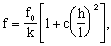 f = f₀/k [1 + c(h/l)²],